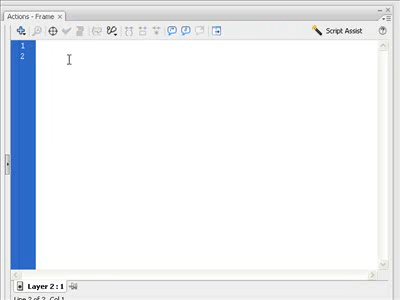 Actions - Frame ×
Script Assist
1
2
Layer 2 : 1
Line 2 of 2, Col 1